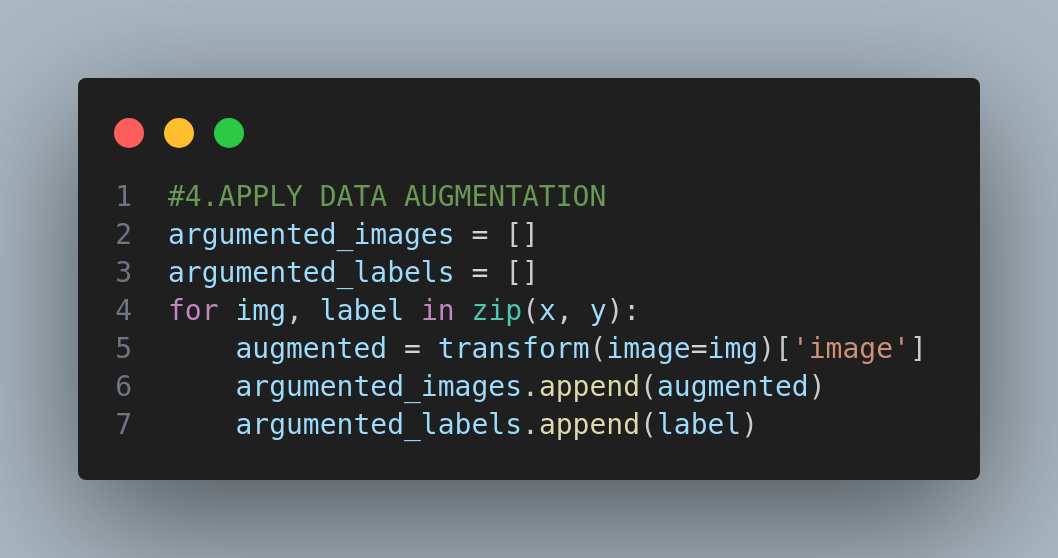 1 #4.APPLY DATA AUGMENTATION
2 argumented_images = []
3 argumented_labels = []
4 for img, label in zip(x, y):
5     augmented = transform(image=img)['image']
6     argumented_images.append(augmented)
7     argumented_labels.append(label)